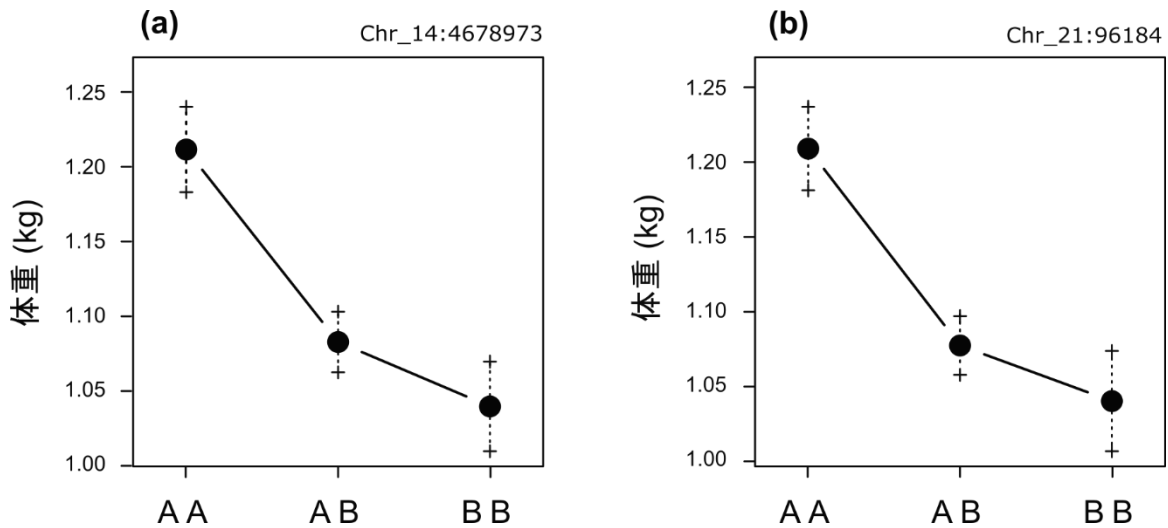 (a)
Chr_14:4678973
体重 (kg)
1.25
1.20
1.15
1.10
1.05
1.00
A A
A B
B B
(b)
Chr_21:96184
体重 (kg)
1.25
1.20
1.15
1.10
1.05
1.00
A A
A B
B B